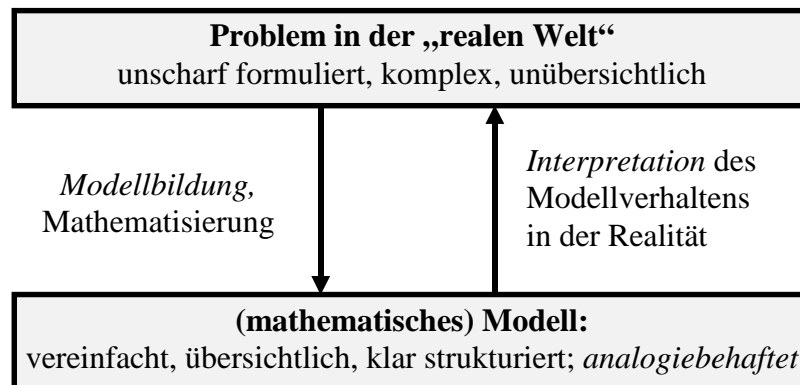 Problem in der „realen Welt“
unscharf formuliert, komplex, unübersichtlich
Modellbildung,
Mathematisierung
Interpretation des
Modellverhaltens
in der Realität
(mathematisches) Modell:
vereinfacht, übersichtlich, klar strukturiert; analogiebehaftet